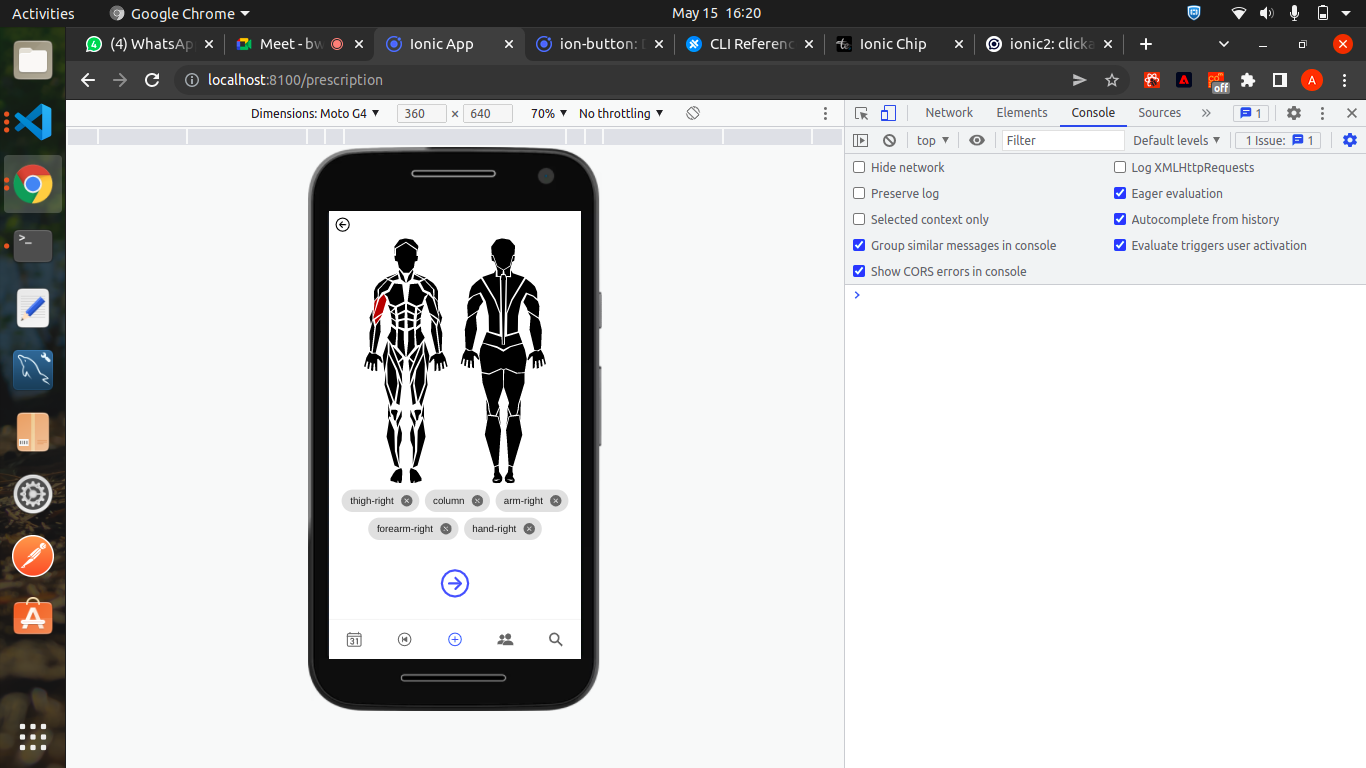 Activities
Google Chrome
May 15 16:20
(4) WhatsAp
Meet - bw
Ionic App
ion-button: D
CLI Referenc
Ionic Chip
ionic2: clicka
localhost:8100/prescription
A
off
Dimensions: Moto G4
360 × 640
70%
No throttling
Network
Elements
Console
Sources
1
top
Filter
Default levels
1 Issue: 1
Hide network
Log XMLHttpRequests
Preserve log
Eager evaluation
Selected context only
Autocomplete from history
Group similar messages in console
Evaluate triggers user activation
Show CORS errors in console
thigh-right
column
arm-right
forearm-right
hand-right
31